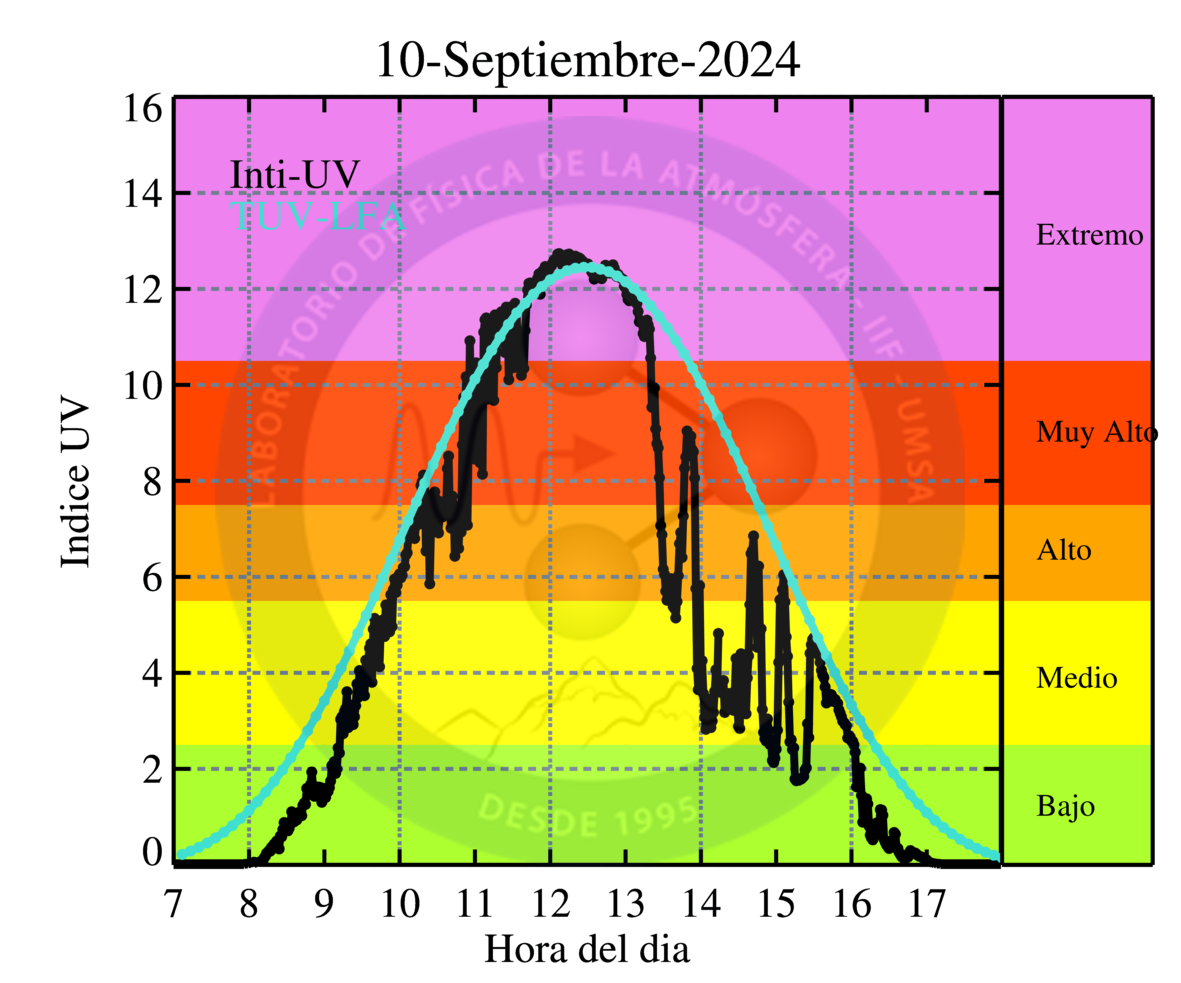 10-Septiembre-2024
16
14
12
10
8
6
4
2
0
Indice UV
Inti-UV
TUV-LFA
LABORATORIO DE FÍSICA DE LA ATMÓSFERA - IIF - UMSA
DESDE 1995
Extremo
Muy Alto
Alto
Medio
Bajo
7 8 9 10 11 12 13 14 15 16 17
Hora del dia